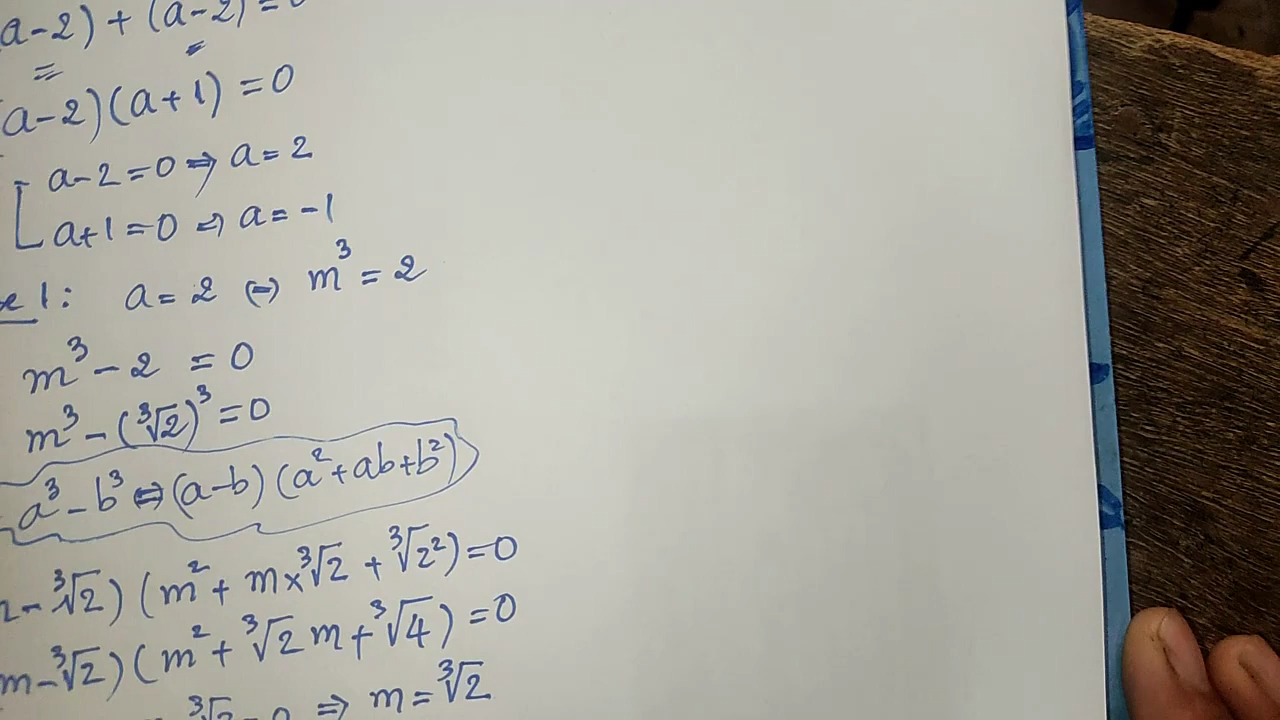 a-2) + (a-2) = 0
(a-2)(a+1) = 0
a-2 = 0 ⇒ a = 2
a+1 = 0 ⇒ a = -1
e 1: a = 2 ⇔ m³ = 2
m³ - 2 = 0
m³ - (∛2)³ = 0
a³ - b³ ⇔ (a-b) (a² + ab + b²)
-∛2) (m² + m×∛2 + ∛2²) = 0
m-∛2) (m² + ∛2 m + ∛4) = 0
∛2 = 0 ⇒ m = ∛2